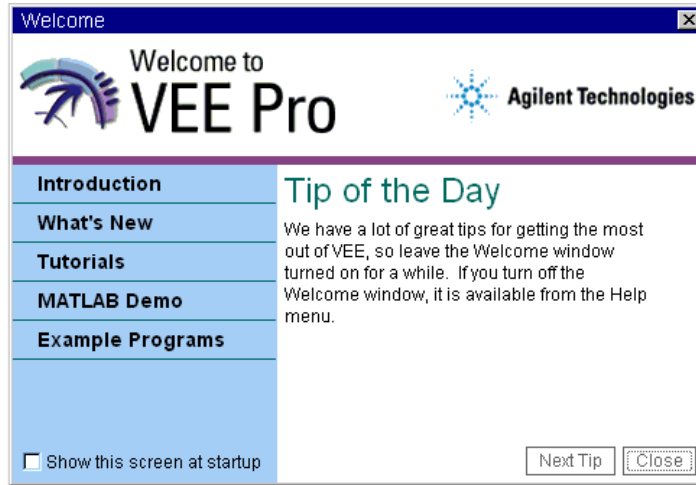 Welcome
Welcome to
VEE Pro
Agilent Technologies
Introduction
What's New
Tutorials
MATLAB Demo
Example Programs
Show this screen at startup
Tip of the Day
We have a lot of great tips for getting the most
out of VEE, so leave the Welcome window
turned on for a while.  If you turn off the
Welcome window, it is available from the Help
menu.
Next Tip
Close